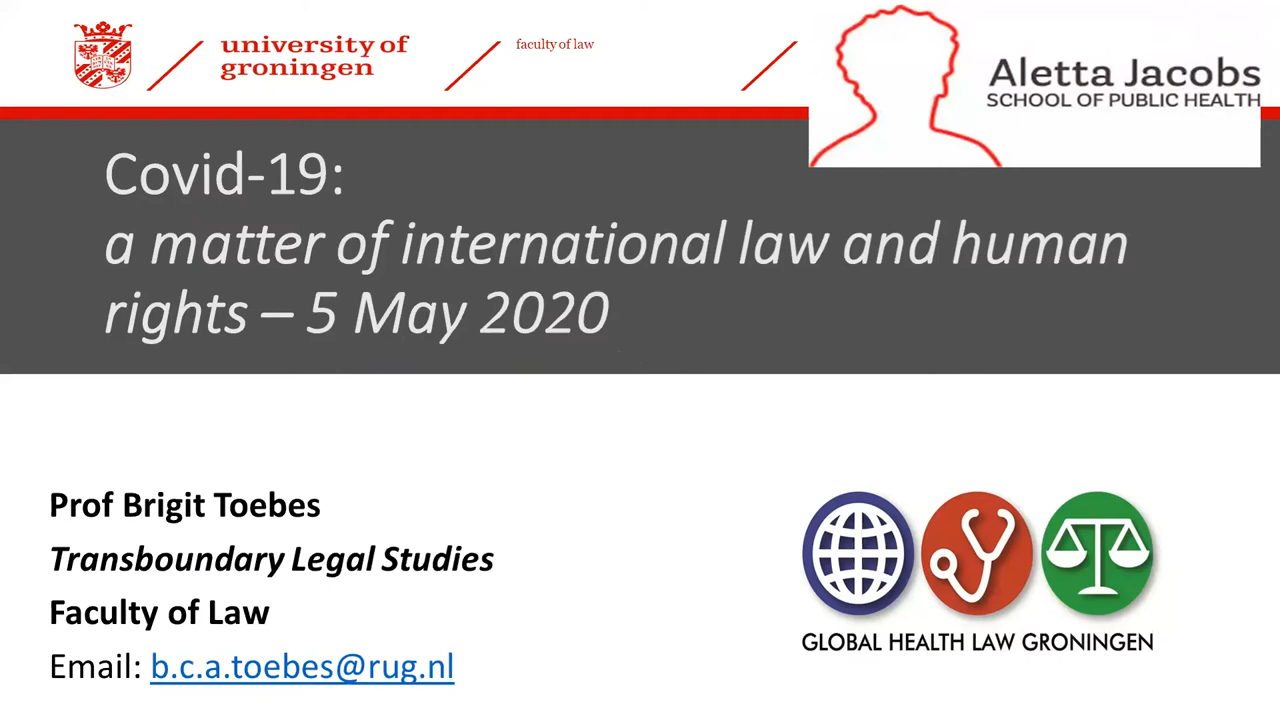 university of
groningen
faculty of law
Aletta Jacobs
SCHOOL OF PUBLIC HEALTH
Covid-19:
a matter of international law and human
rights – 5 May 2020
Prof Brigit Toebes
Transboundary Legal Studies
Faculty of Law
Email: b.c.a.toebes@rug.nl
GLOBAL HEALTH LAW GRONINGEN